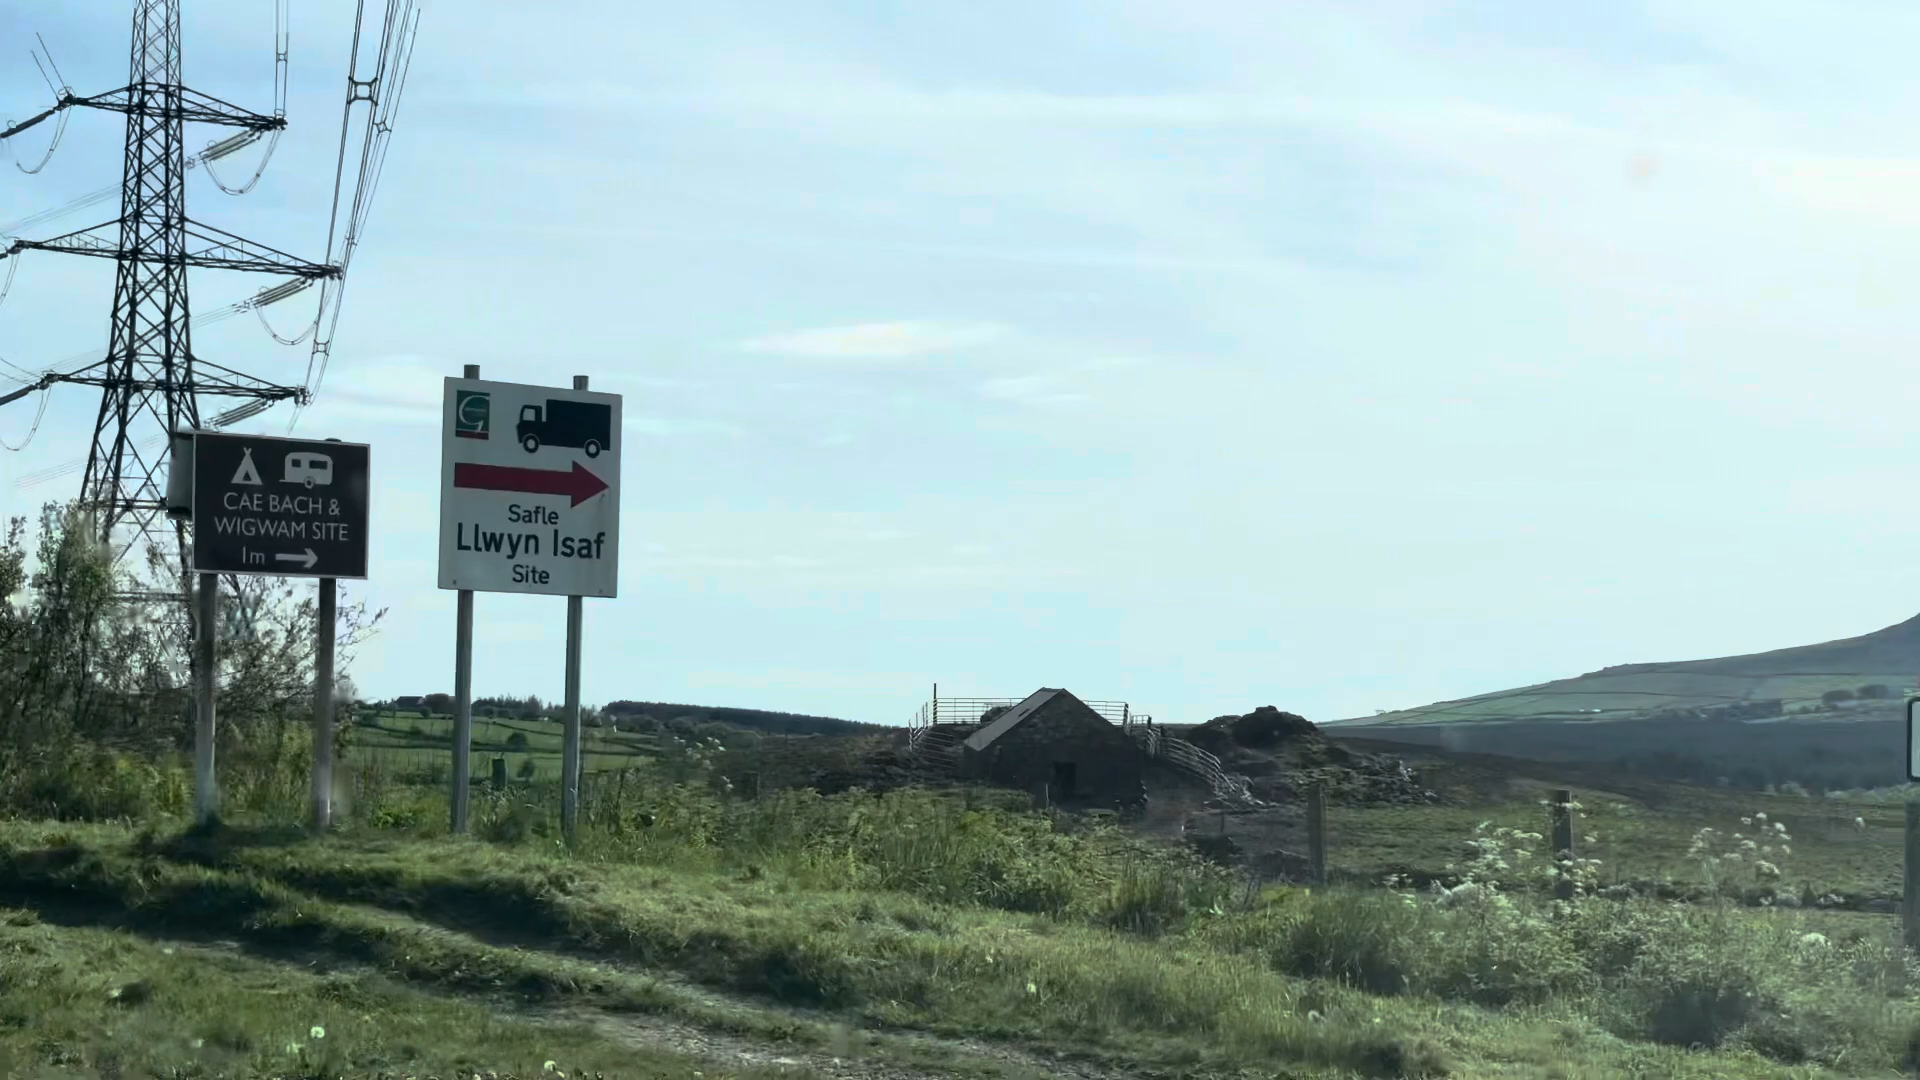 CAE BACH &
WIGWAM SITE
1m
Safle
Llwyn Isaf
Site